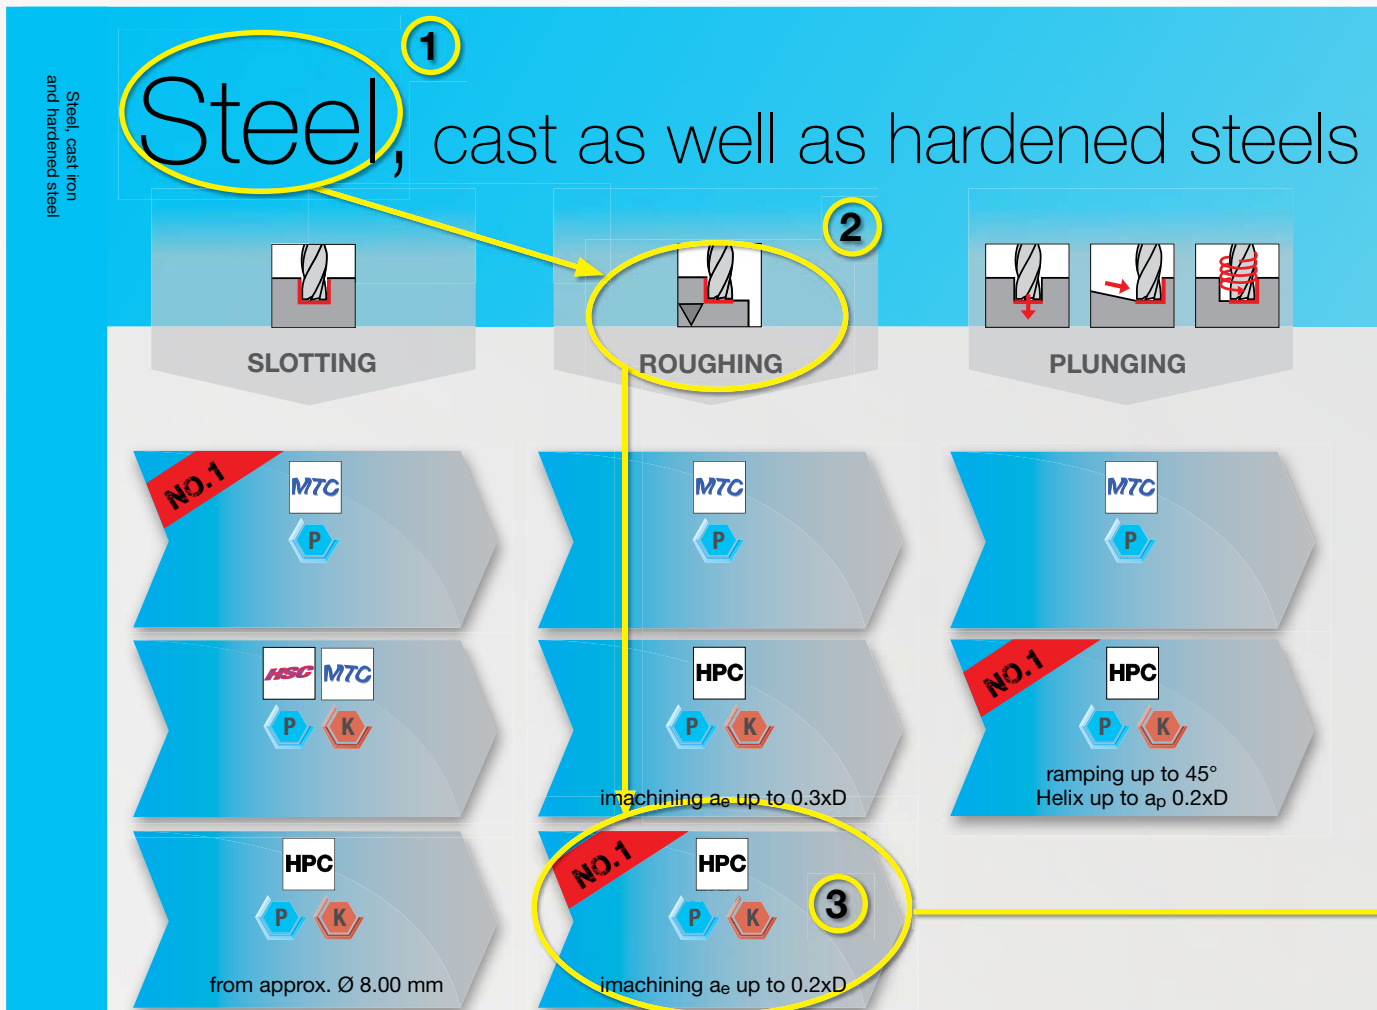 Steel, cast iron
and hardened steel
1
Steel, cast as well as hardened steels
2
SLOTTING
ROUGHING
PLUNGING
NO.1
MTC
P
MTC
P
MTC
P
HSC MTC
P K
HPC
P K
imachining ae up to 0.3xD
NO.1
HPC
P K
ramping up to 45°
Helix up to ap 0.2xD
HPC
P K
from approx. Ø 8.00 mm
NO.1
HPC
P K
3
imachining ae up to 0.2xD